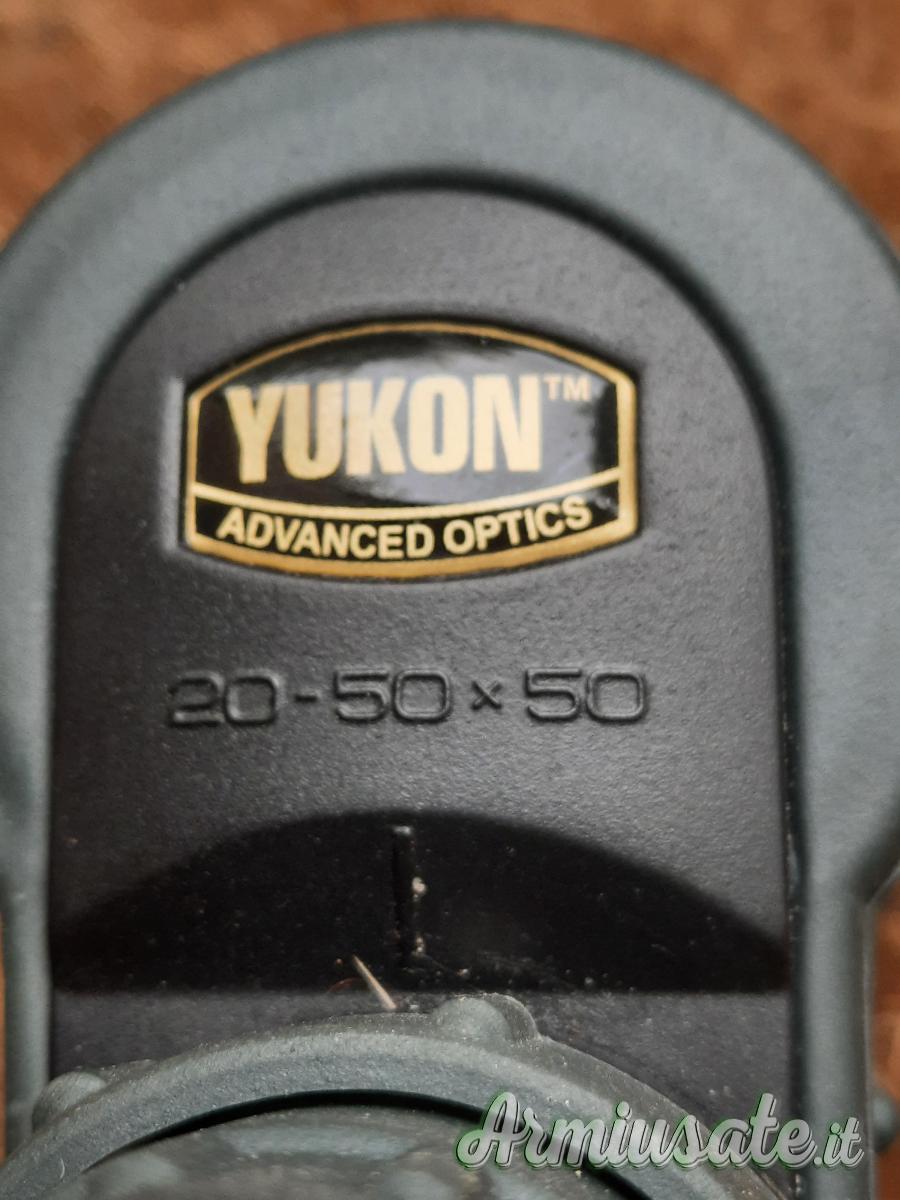 YUKON™
ADVANCED OPTICS
20-50×50
Armiusate.it